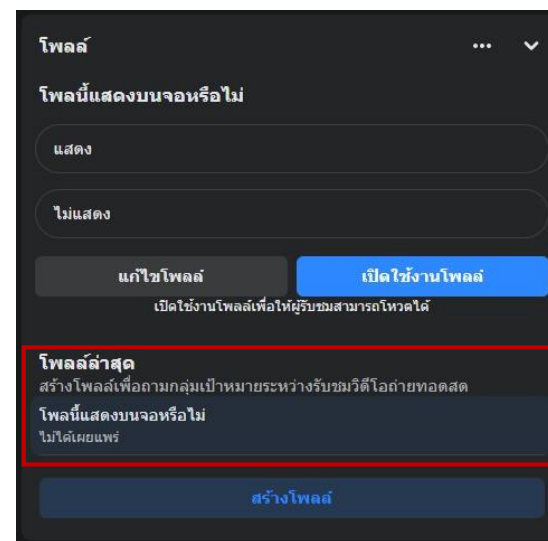 โพลล์
โพลนี้แสดงบนจอหรือไม่
แสดง
ไม่แสดง
แก้ไขโพลล์
เปิดใช้งานโพลล์
เปิดใช้งานโพลล์เพื่อให้ผู้รับชมสามารถโหวตได้
โพลล์ล่าสุด
สร้างโพลล์เพื่อถามกลุ่มเป้าหมายระหว่างรับชมวิดีโอถ่ายทอดสด
โพลนี้แสดงบนจอหรือไม่
ไม่ได้เผยแพร่
สร้างโพลล์